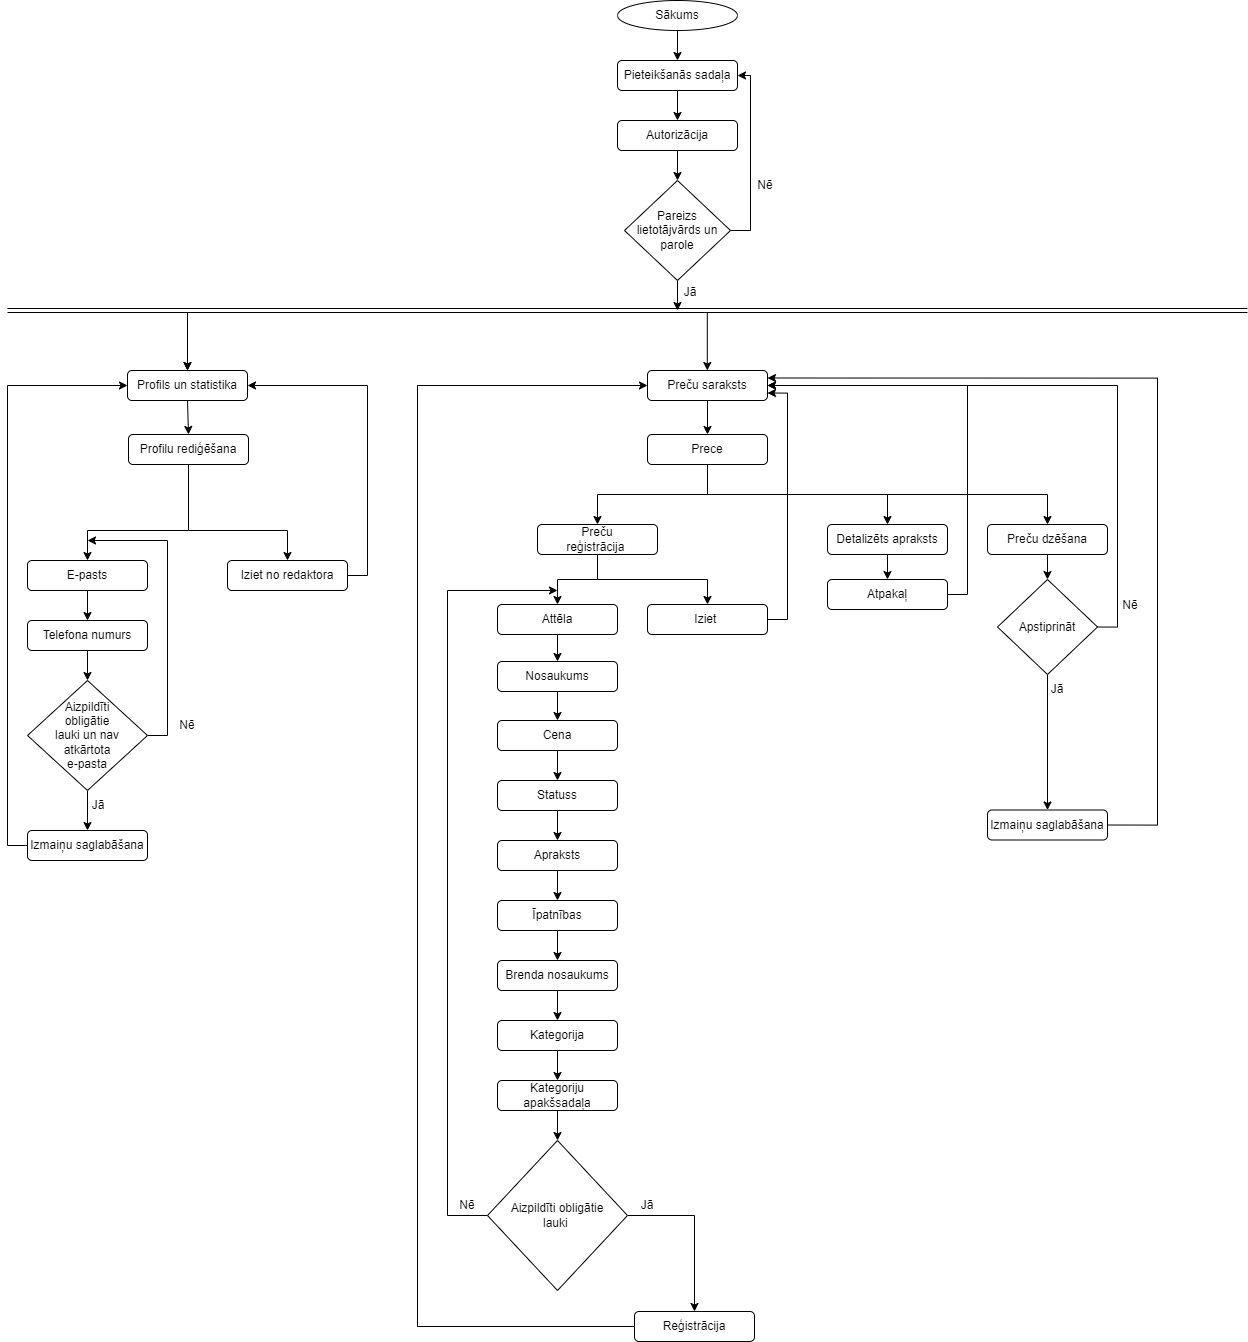 Sākums
Pieteikšanās sadaļa
Autorizācija
Nē
Pareizs
lietotājvārds un
parole
Jā
Profils un statistika
Preču saraksts
Profilu rediģēšana
Prece
Preču
reģistrācija
Detalizēts apraksts
Preču dzēšana
E-pasts
Iziet no redaktora
Atpakaļ
Nē
Attēla
Iziet
Apstiprināt
Telefona numurs
Nosaukums
Jā
Aizpildīti
obligātie
lauki un nav
atkārtota
e-pasta
Nē
Cena
Statuss
Jā
Izmaiņu saglabāšana
Izmaiņu saglabāšana
Apraksts
Īpatnības
Brenda nosaukums
Kategorija
Kategoriju
apakšsadaļa
Nē
Aizpildīti obligātie
lauki
Jā
Reģistrācija